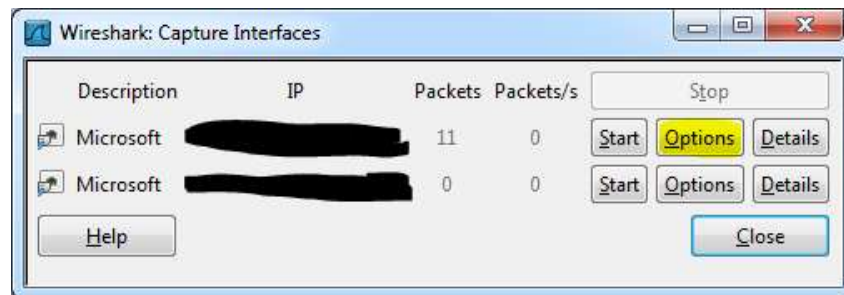 Wireshark: Capture Interfaces
Description IP Packets Packets/s Stop
Microsoft 11 0 Start Options Details
Microsoft 0 0 Start Options Details
Help Close